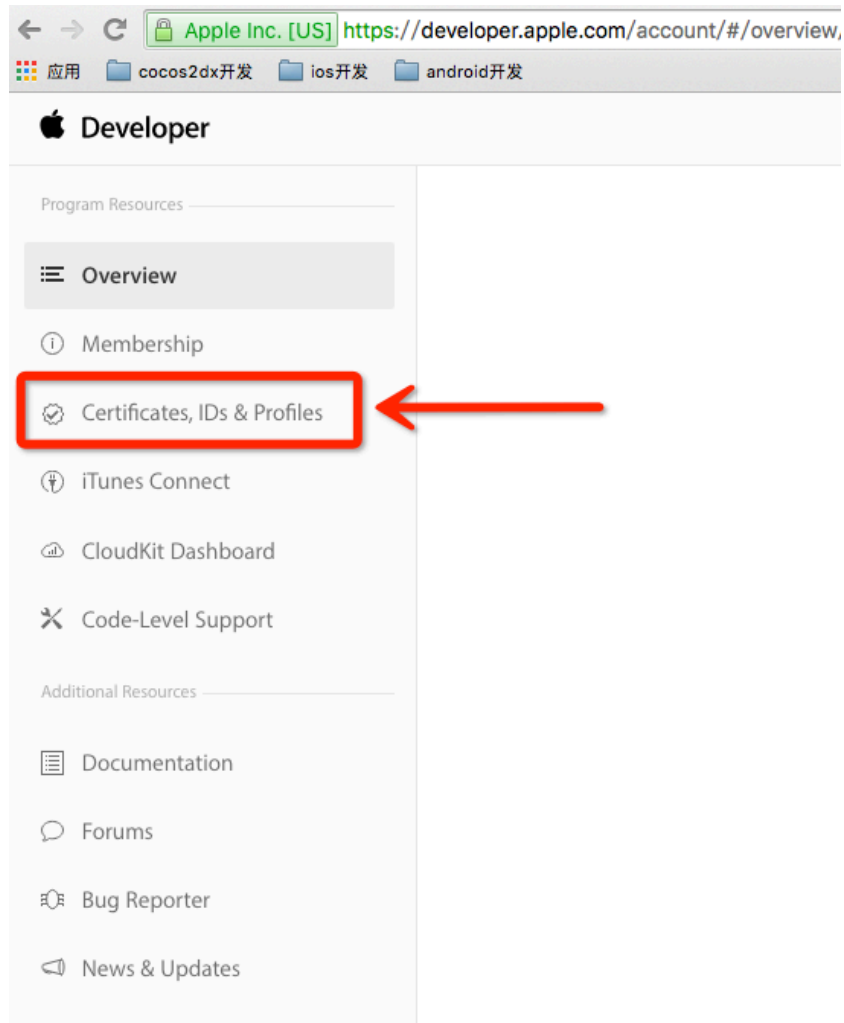 Apple Inc. [US] https://developer.apple.com/account/#/overview/
应用 cocos2dx开发 ios开发 android开发
Developer
Program Resources
Overview
Membership
Certificates, IDs & Profiles
iTunes Connect
CloudKit Dashboard
Code-Level Support
Additional Resources
Documentation
Forums
Bug Reporter
News & Updates